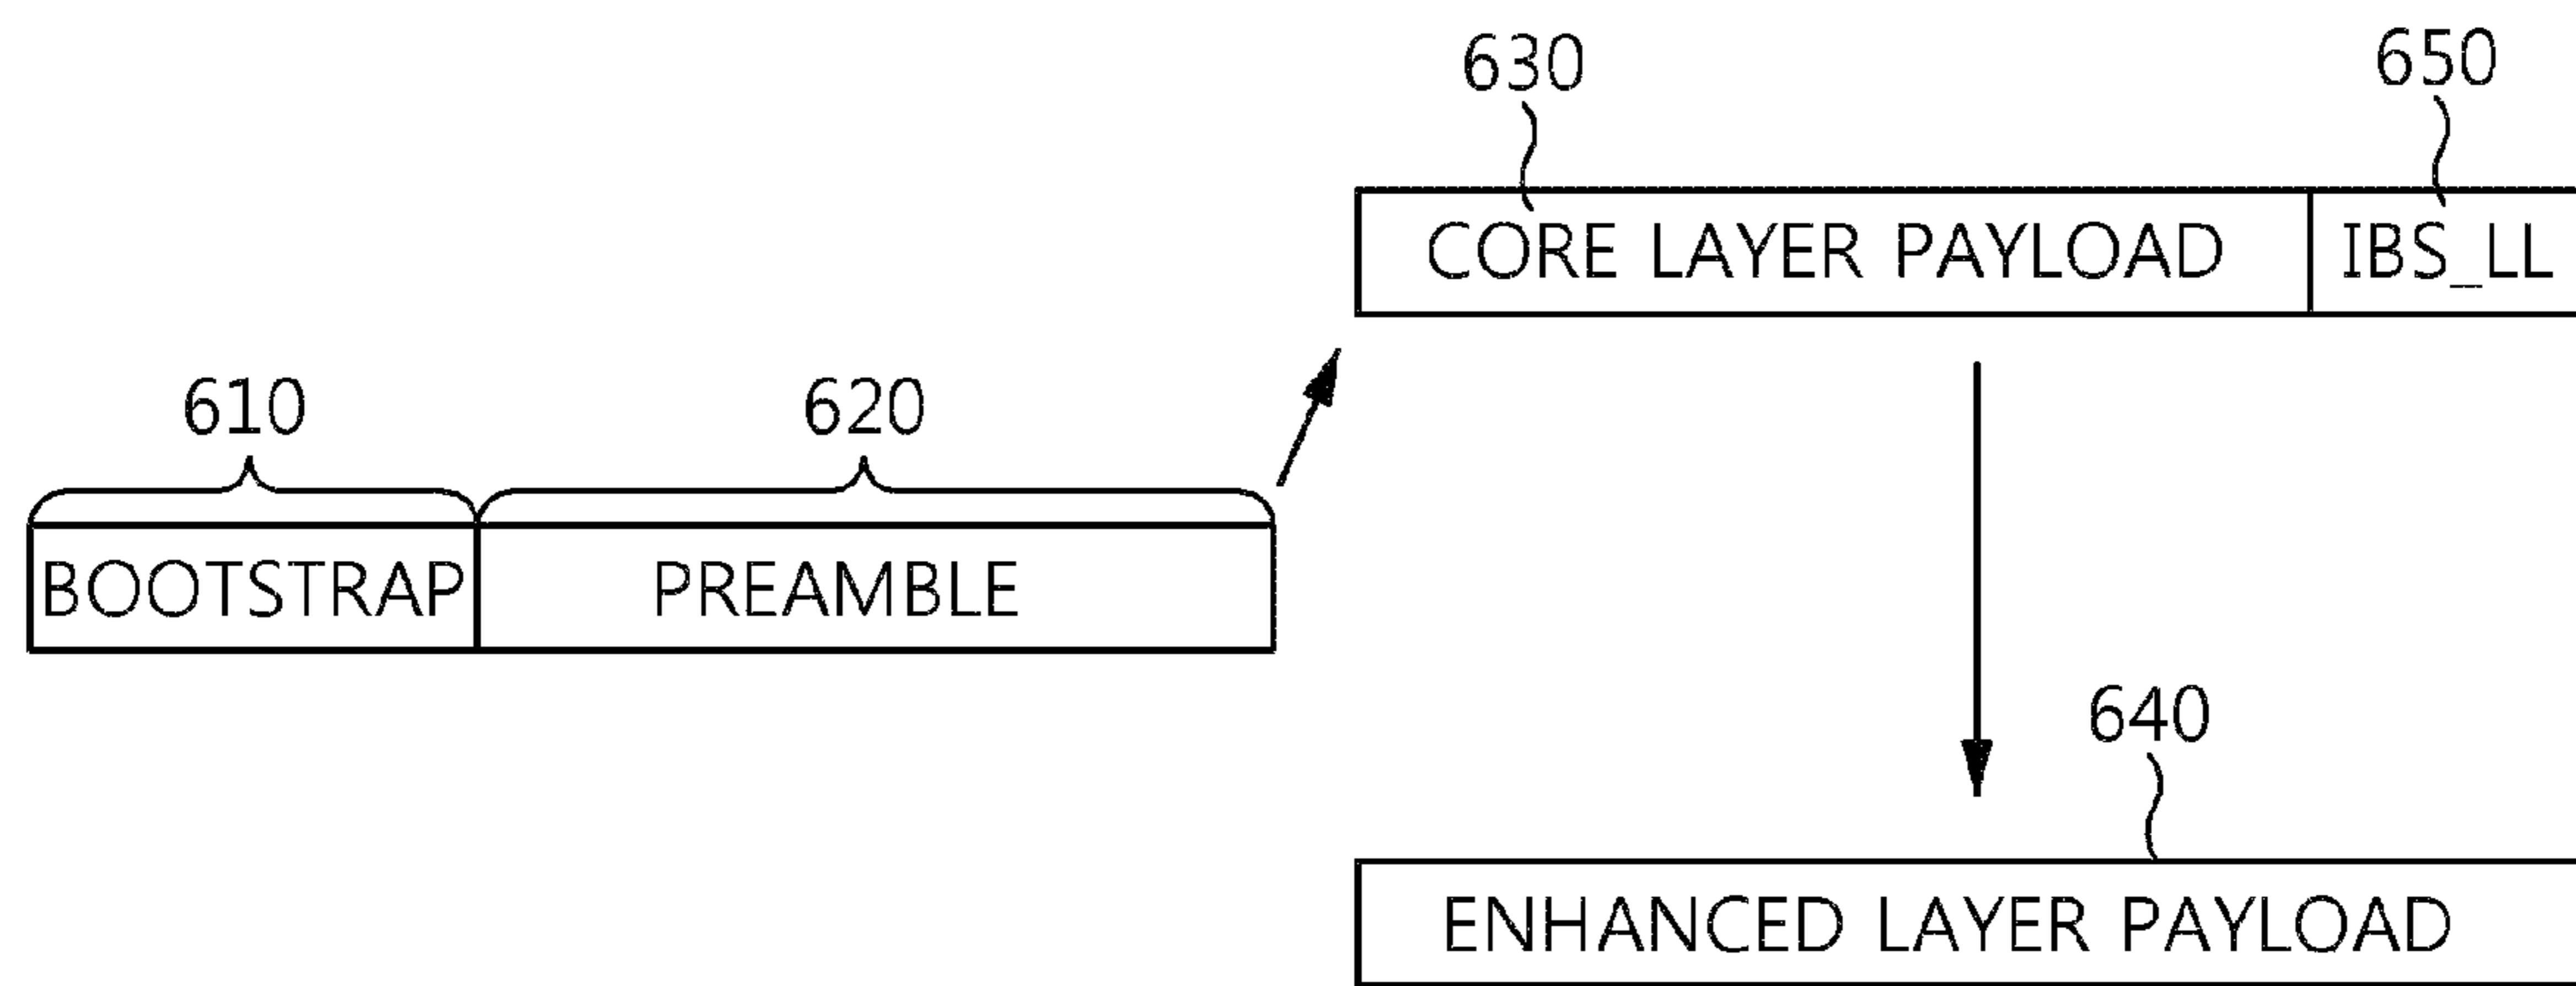 630
650
CORE LAYER PAYLOAD
IBS_LL
610
620
BOOTSTRAP
PREAMBLE
640
ENHANCED LAYER PAYLOAD